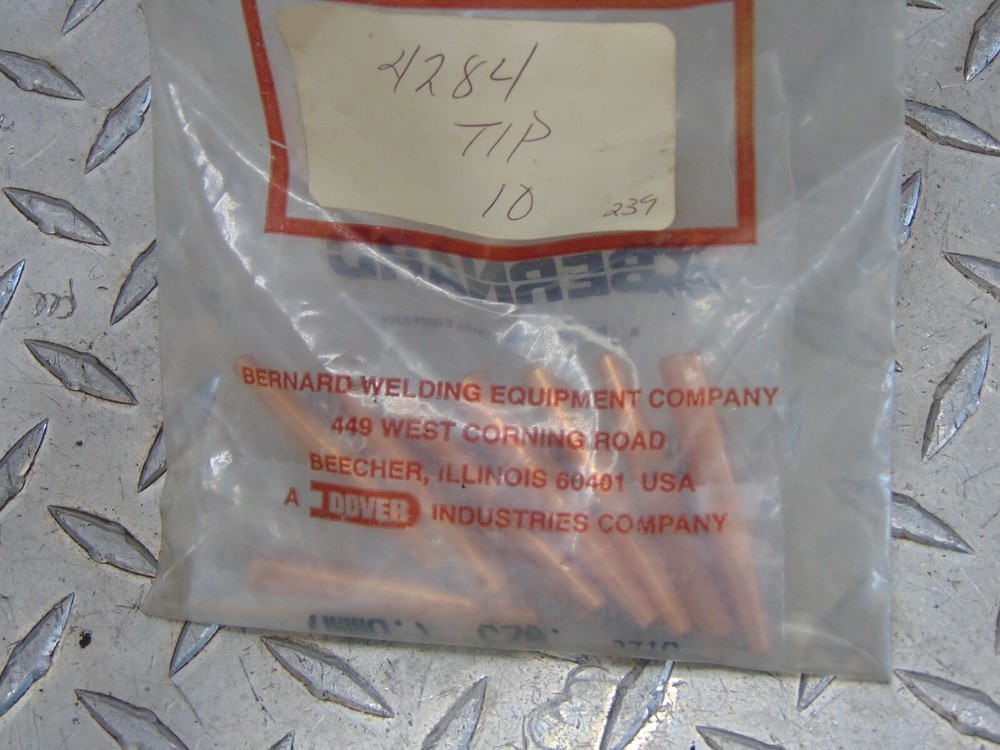 4284
TIP
10
239
BERNARD
BERNARD WELDING EQUIPMENT COMPANY
449 WEST CORNING ROAD
BEECHER, ILLINOIS 60401 USA
A DOVER INDUSTRIES COMPANY